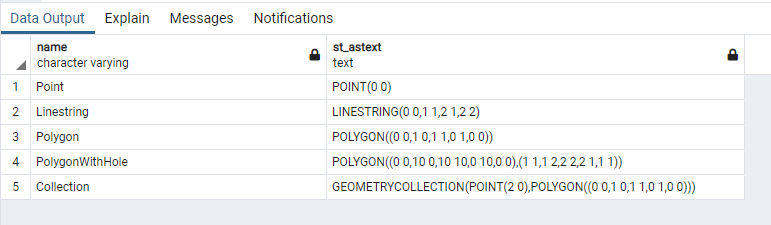 Data Output Explain Messages Notifications
name st_astext
character varying text
1 Point POINT(0 0)
2 Linestring LINESTRING(0 0,1 1,2 1,2 2)
3 Polygon POLYGON((0 0,1 0,1 1,0 1,0 0))
4 PolygonWithHole POLYGON((0 0,10 0,10 10,0 10,0 0),(1 1,1 2,2 2,2 1,1 1))
5 Collection GEOMETRYCOLLECTION(POINT(2 0),POLYGON((0 0,1 0,1 1,0 1,0 0)))